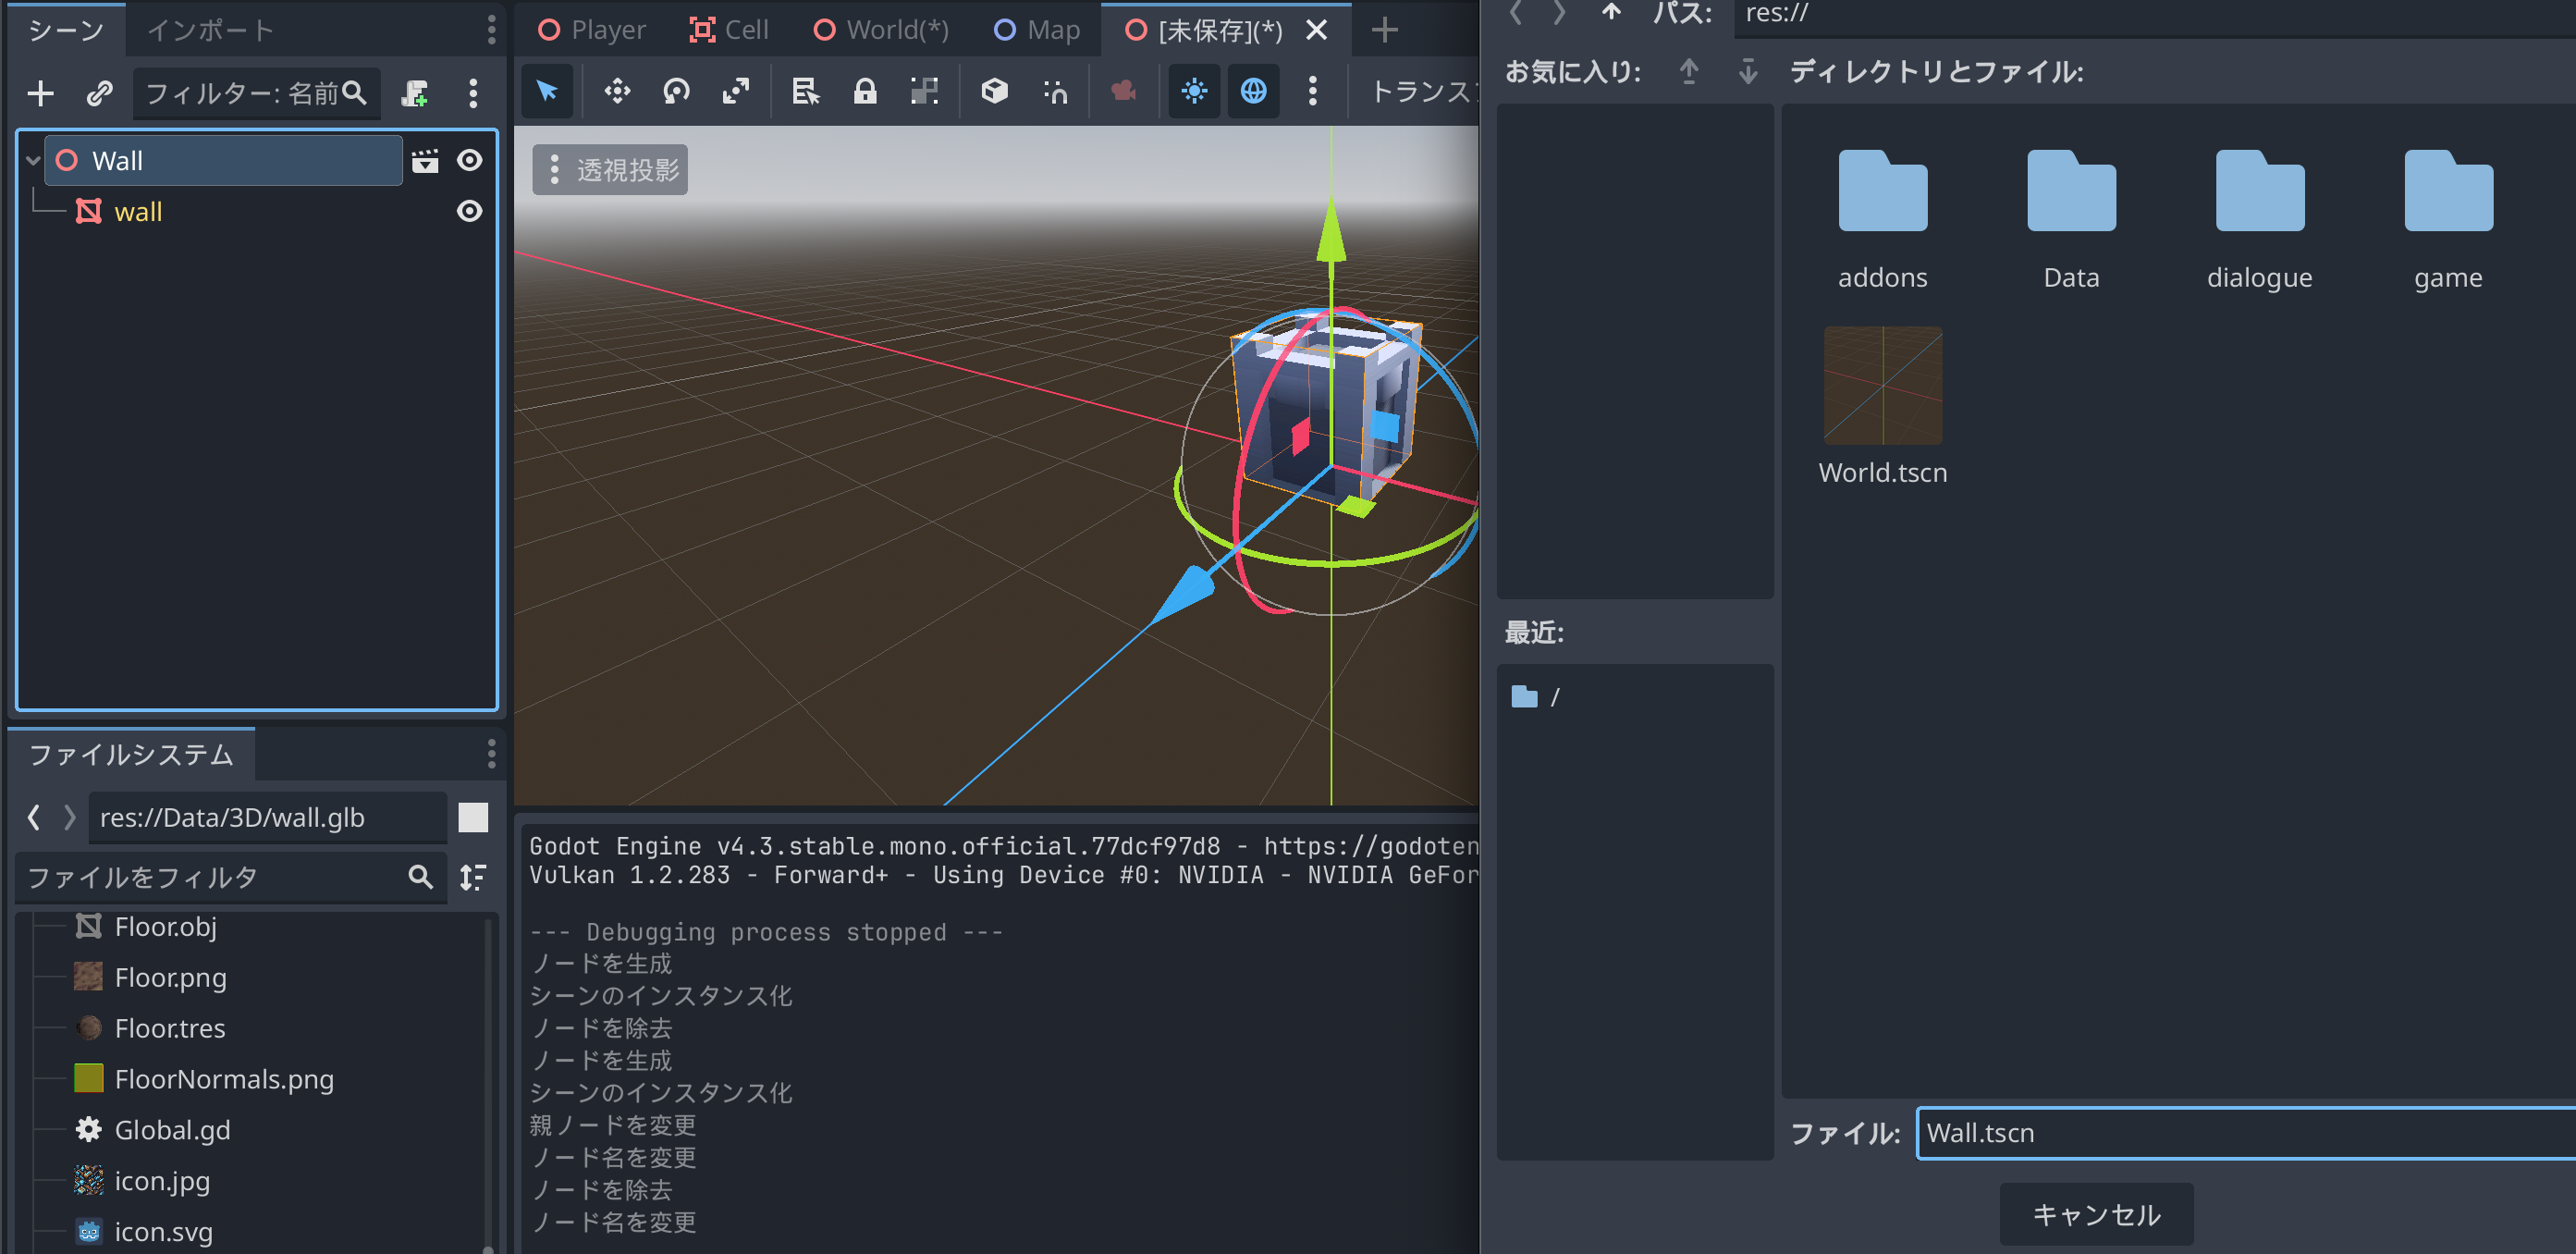 シーン
インポート
フィルター: 名前
Wall
wall
ファイルシステム
res://Data/3D/wall.glb
ファイルをフィルタ
Floor.obj
Floor.png
Floor.tres
FloorNormals.png
Global.gd
icon.jpg
icon.svg
Player
Cell
World(*)
Map
[未保存](*)
トランス
透視投影
Godot Engine v4.3.stable.mono.official.77dcf97d8 - https://godoten
Vulkan 1.2.283 - Forward+ - Using Device #0: NVIDIA - NVIDIA GeFor
--- Debugging process stopped ---
ノードを生成
シーンのインスタンス化
ノードを除去
ノードを生成
シーンのインスタンス化
親ノードを変更
ノード名を変更
ノードを除去
ノード名を変更
パス: res://
お気に入り:
ディレクトリとファイル:
addons
Data
dialogue
game
World.tscn
最近:
/
ファイル: Wall.tscn
キャンセル